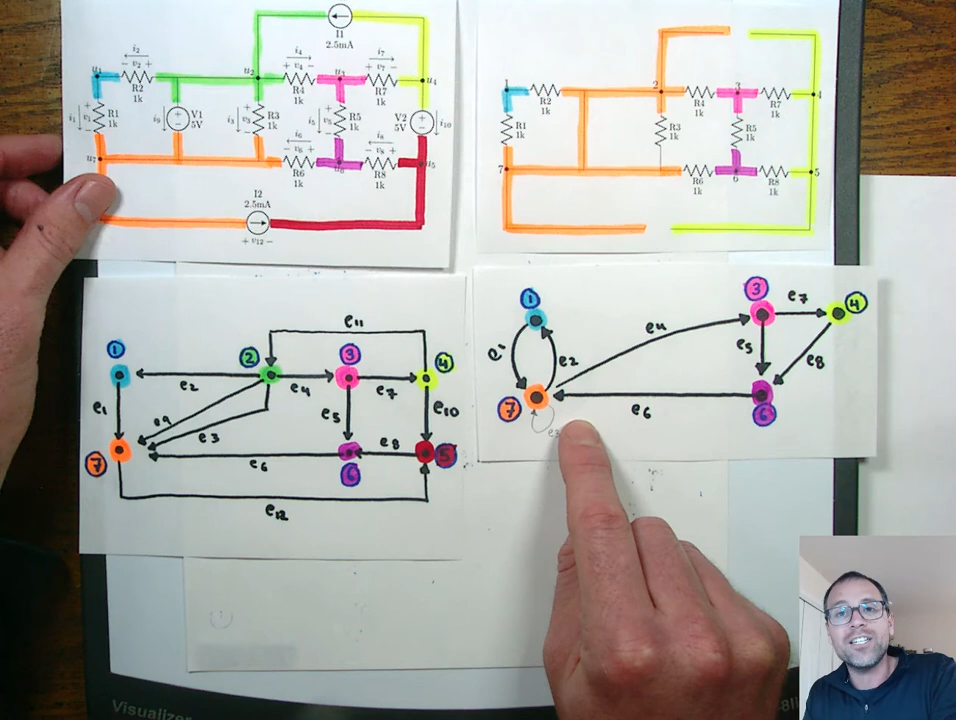 I1
2.5mA
i2
+ v2 -
R2
1k
u2
i4
+ v4 -
R4
1k
u3
i7
+ v7 -
R7
1k
u4
i1
+
v1
-
R1
1k
i9
V1
5V
i3
+
v3
-
R3
1k
i5
+
v5
-
R5
1k
V2
5V
i10
u7
i6
+ v6 -
R6
1k
u6
i8
+ v8 -
R8
1k
u5
I2
2.5mA
+ v12 -
1
R2
1k
2
R4
1k
3
R7
1k
4
R1
1k
R3
1k
R5
1k
7
R6
1k
6
R8
1k
5
e11
1
2
3
4
e2
e4
e7
e1
e9
e3
e5
e10
7
e6
6
e8
5
e12
1
3
e7
4
e1
e2
e4
e5
e8
7
e6
6
Visualizer